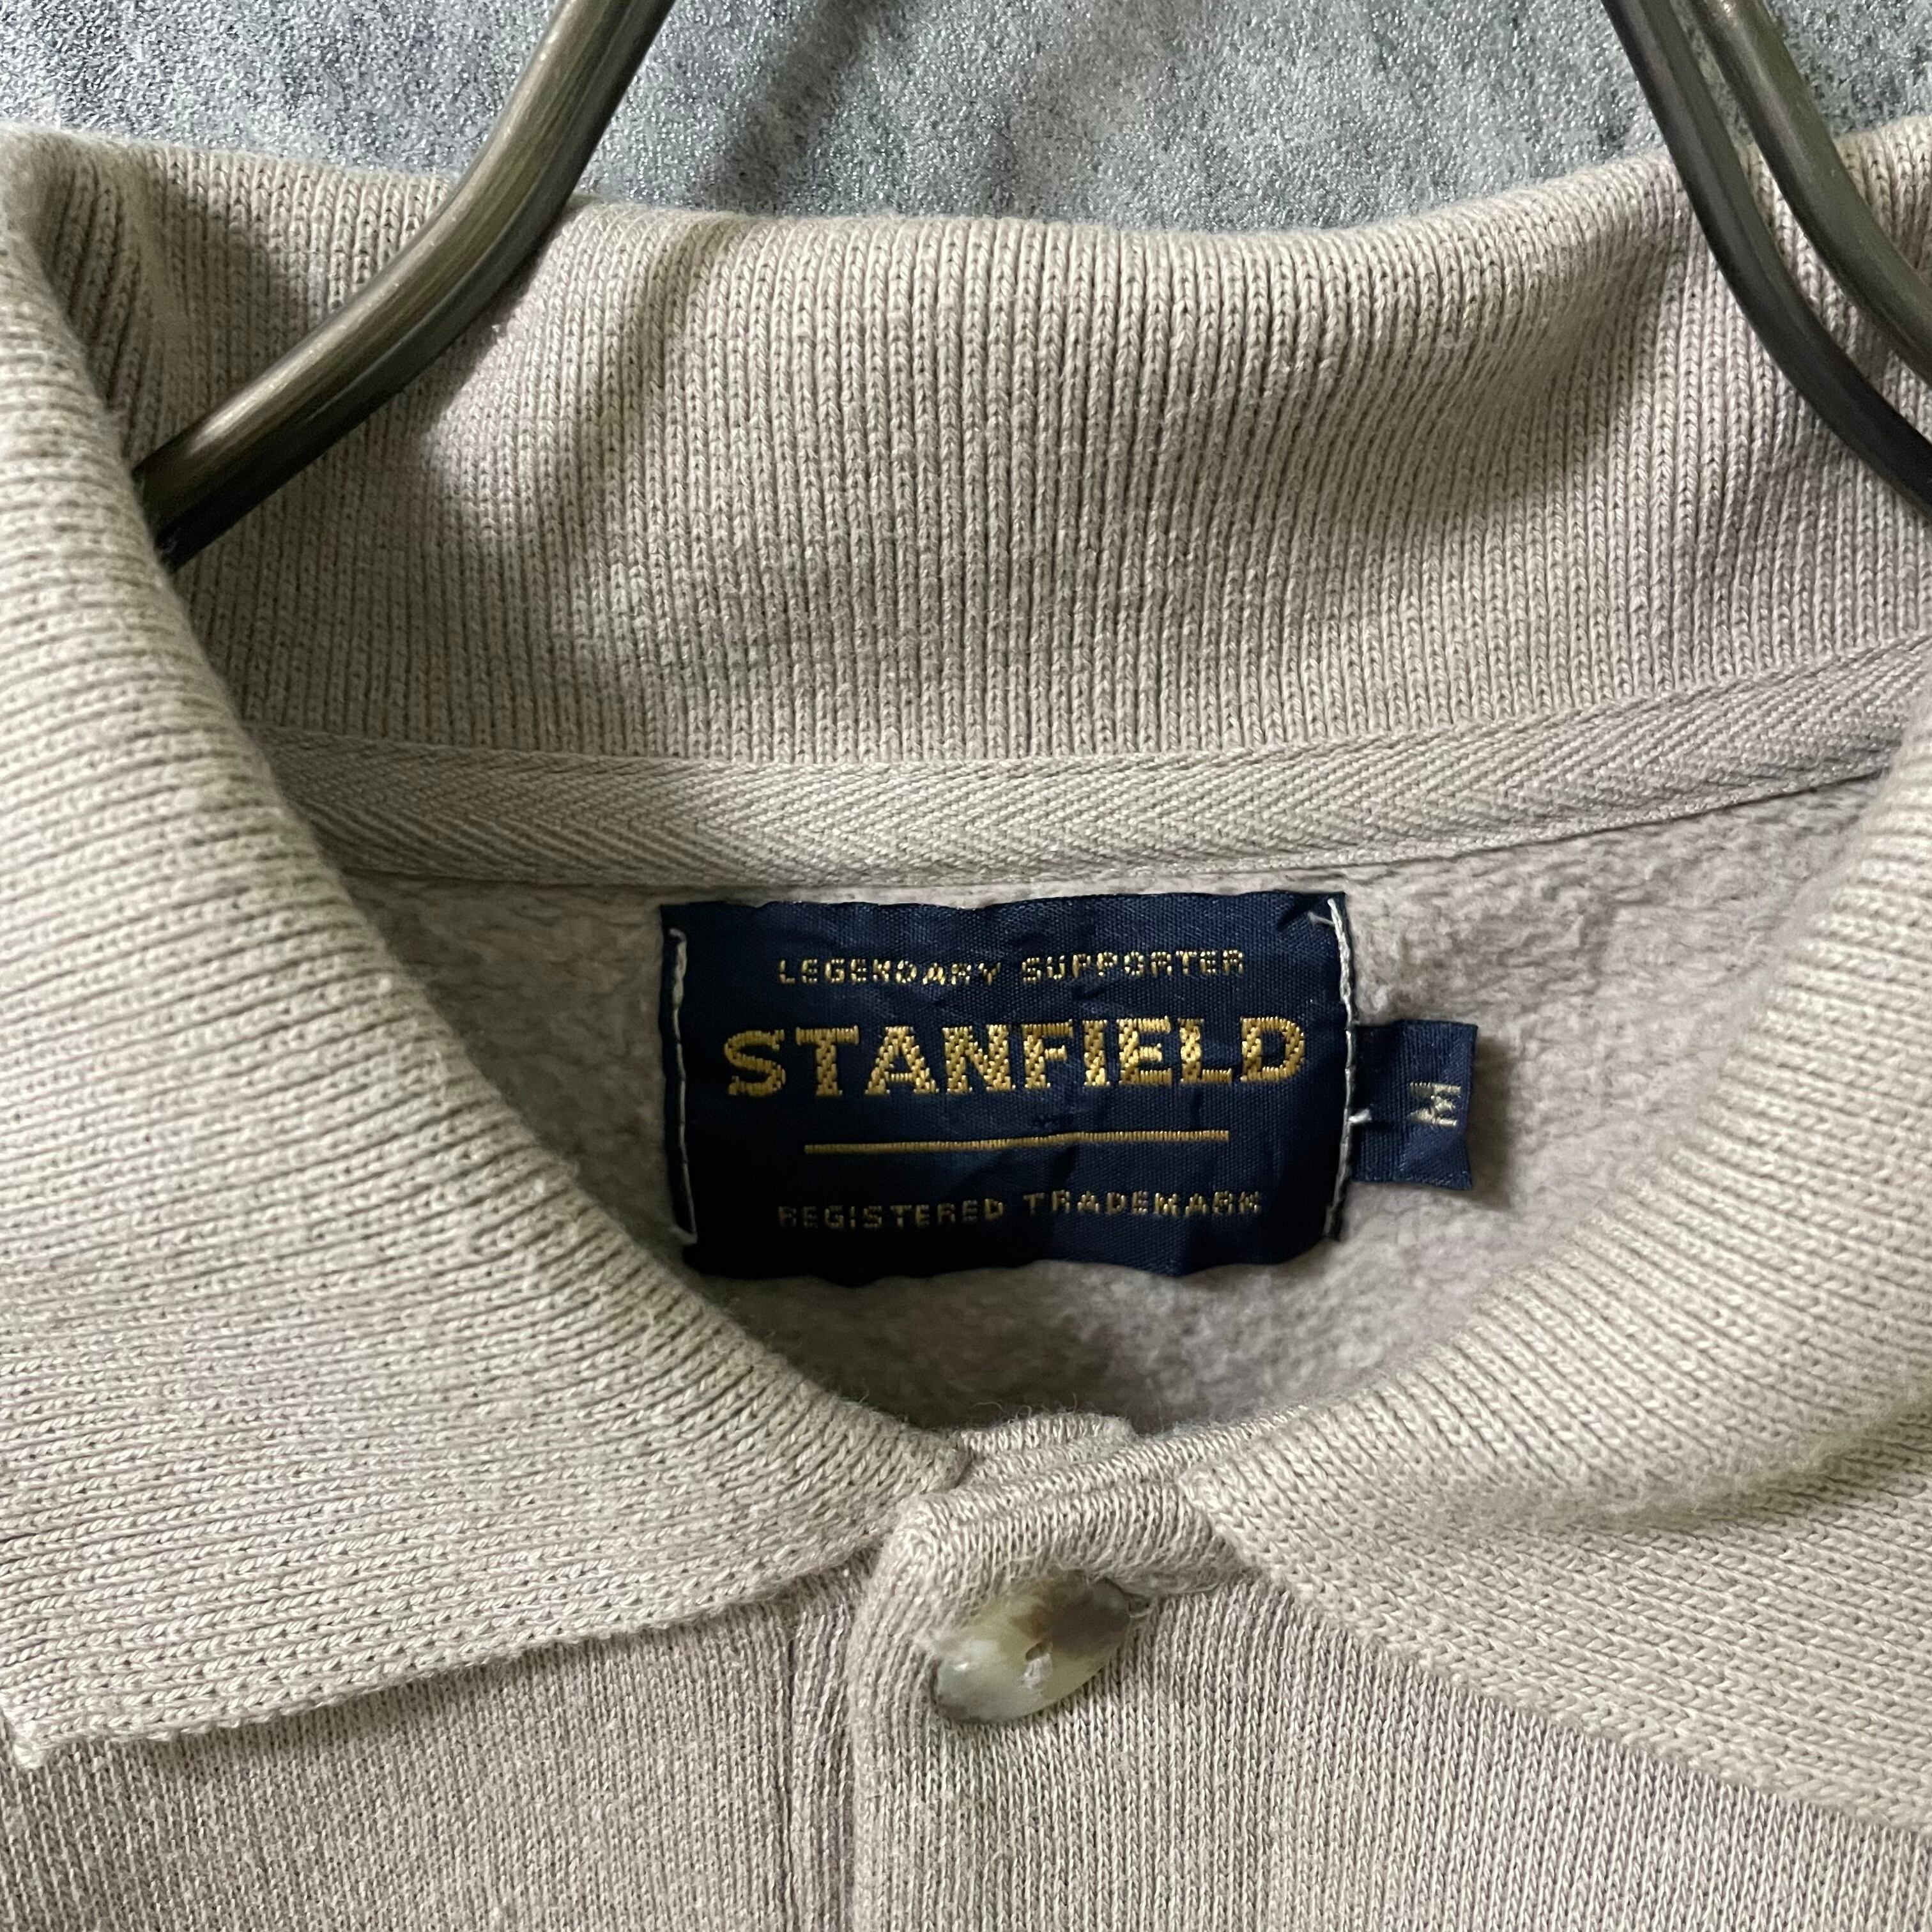 LEGENDARY SUPPORTER
STANFIELD
REGISTERED TRADEMARK
M